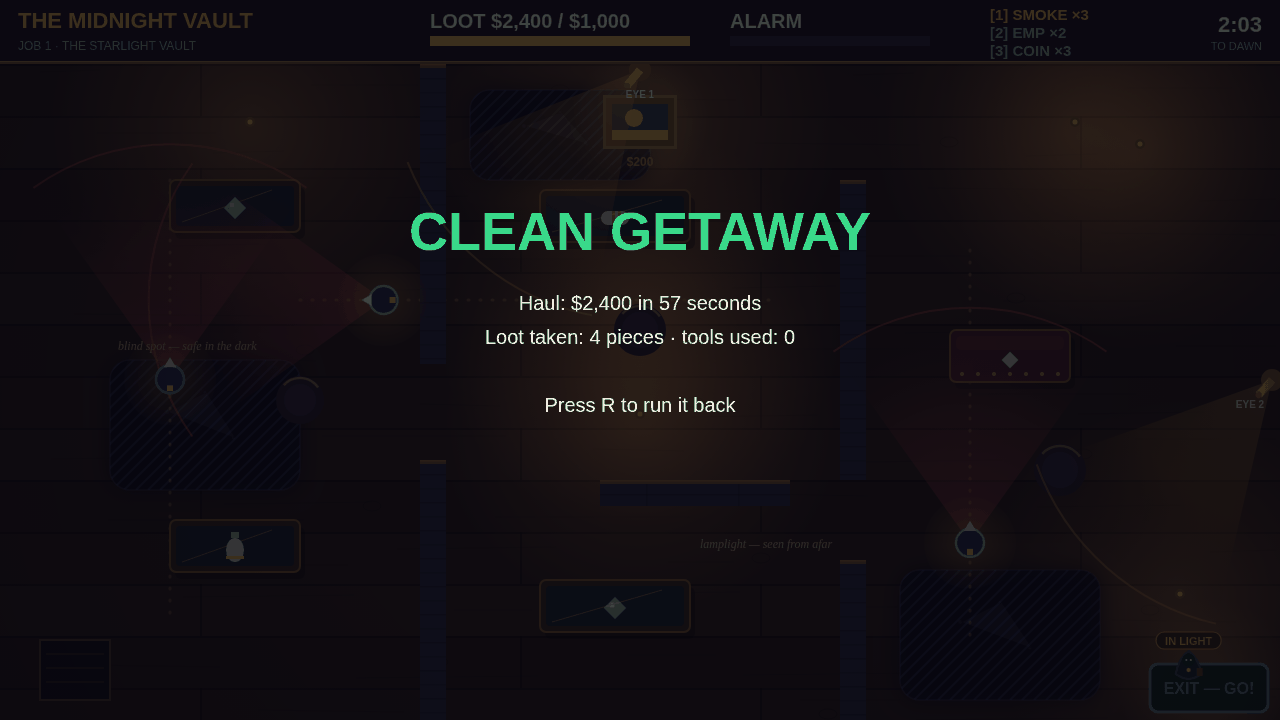 THE MIDNIGHT VAULT
JOB 1 · THE STARLIGHT VAULT
LOOT $2,400 / $1,000
ALARM
[1] SMOKE ×3
[2] EMP ×2
[3] COIN ×3
2:03
TO DAWN
EYE 1
$200
CLEAN GETAWAY
Haul: $2,400 in 57 seconds
Loot taken: 4 pieces · tools used: 0
blind spot — safe in the dark
Press R to run it back
EYE 2
lamplight — seen from afar
IN LIGHT
EXIT — GO!